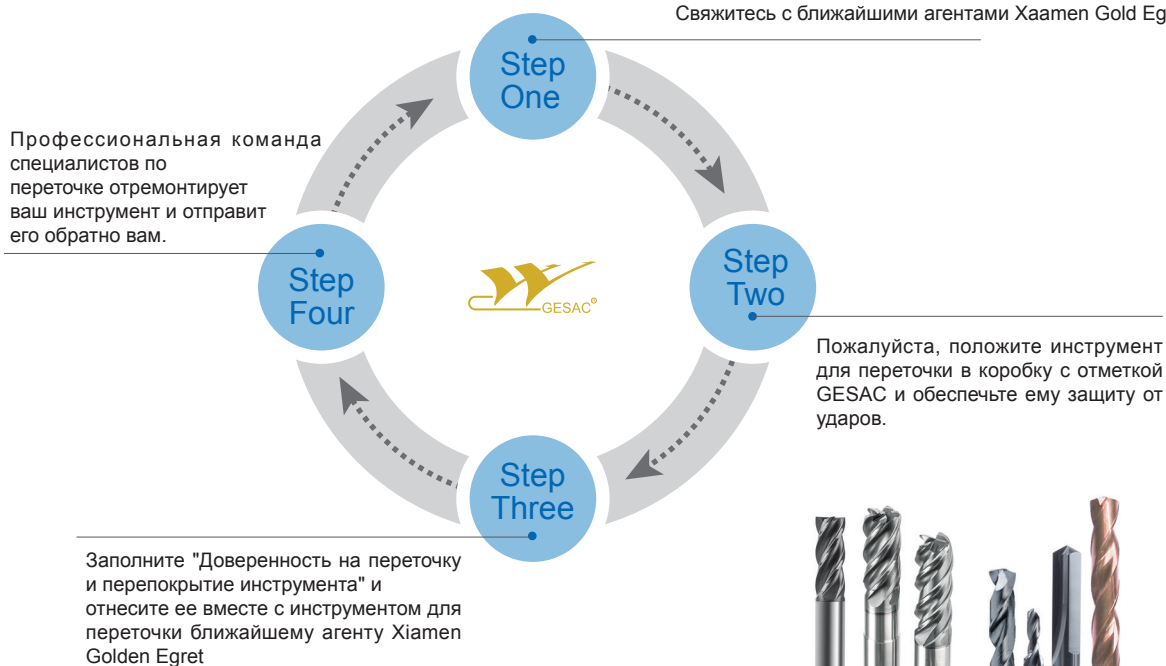 Свяжитесь с ближайшими агентами Xaamen Gold Eg
Step
One
Профессиональная команда
специалистов по
переточке отремонтирует
ваш инструмент и отправит
его обратно вам.
Step
Two
Step
Four
GESAC®
Пожалуйста, положите инструмент
для переточки в коробку с отметкой
GESAC и обеспечьте ему защиту от
ударов.
Step
Three
Заполните "Доверенность на переточку
и перепокрытие инструмента" и
отнесите ее вместе с инструментом для
переточки ближайшему агенту Xiamen
Golden Egret